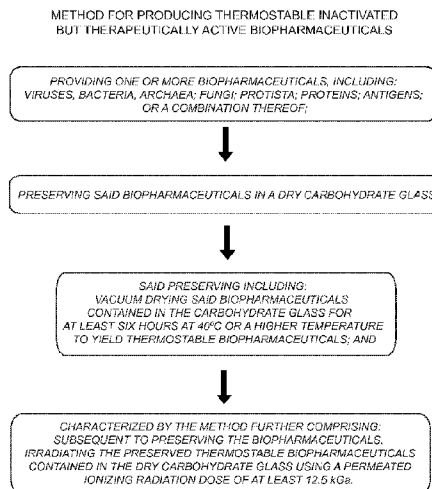 METHOD FOR PRODUCING THERMOSTABLE INACTIVATED
BUT THERAPEUTICALLY ACTIVE BIOPHARMACEUTICALS
PROVIDING ONE OR MORE BIOPHARMACEUTICALS, INCLUDING:
VIRUSES, BACTERIA, ARCHAEA; FUNGI; PROTISTA; PROTEINS; ANTIGENS;
OR A COMBINATION THEREOF;
PRESERVING SAID BIOPHARMACEUTICALS IN A DRY CARBOHYDRATE GLASS
SAID PRESERVING INCLUDING:
VACUUM DRYING SAID BIOPHARMACEUTICALS
CONTAINED IN THE CARBOHYDRATE GLASS FOR
AT LEAST SIX HOURS AT 40°C OR A HIGHER TEMPERATURE
TO YIELD THERMOSTABLE BIOPHARMACEUTICALS; AND
CHARACTERIZED BY THE METHOD FURTHER COMPRISING:
SUBSEQUENT TO PRESERVING THE BIOPHARMACEUTICALS,
IRRADIATING THE PRESERVED THERMOSTABLE BIOPHARMACEUTICALS
CONTAINED IN THE DRY CARBOHYDRATE GLASS USING A PERMEATED
IONIZING RADIATION DOSE OF AT LEAST 12.5 kGa.